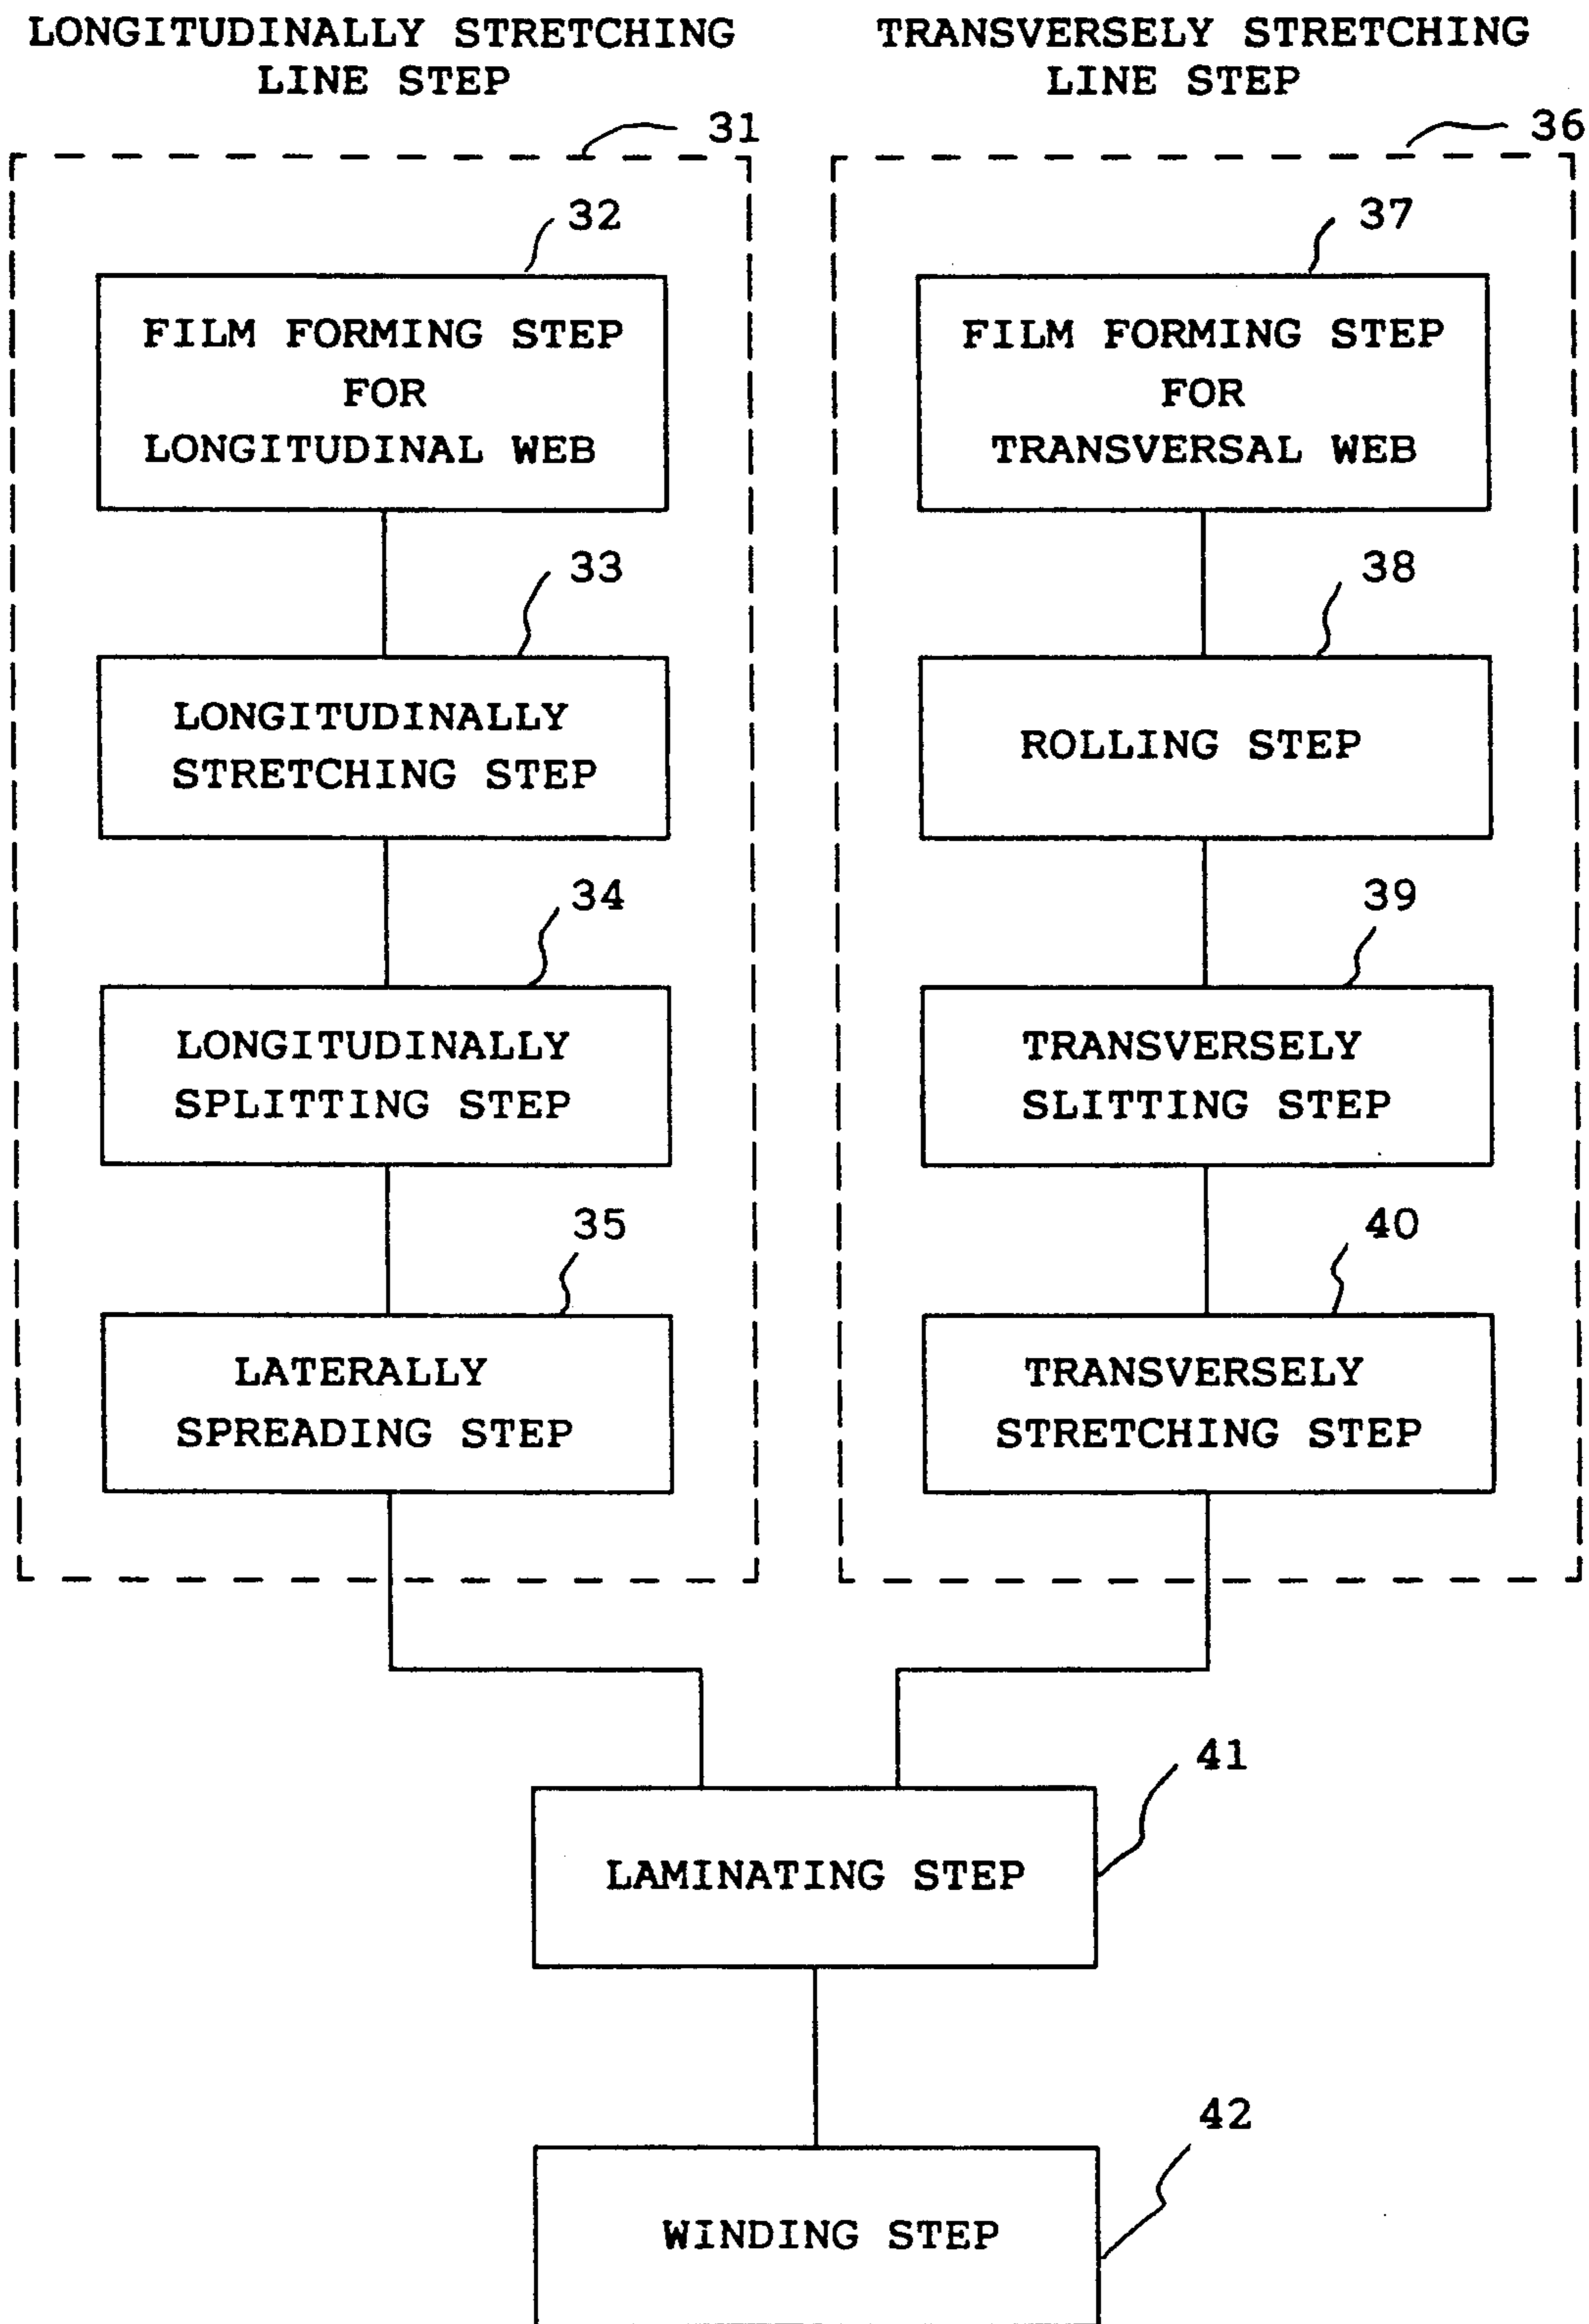 LONGITUDINALLY STRETCHING
LINE STEP
31
32
FILM FORMING STEP
FOR
LONGITUDINAL WEB
33
LONGITUDINALLY
STRETCHING STEP
34
LONGITUDINALLY
SPLITTING STEP
35
LATERALLY
SPREADING STEP
TRANSVERSELY STRETCHING
LINE STEP
36
37
FILM FORMING STEP
FOR
TRANSVERSAL WEB
38
ROLLING STEP
39
TRANSVERSELY
SLITTING STEP
40
TRANSVERSELY
STRETCHING STEP
41
LAMINATING STEP
42
WINDING STEP